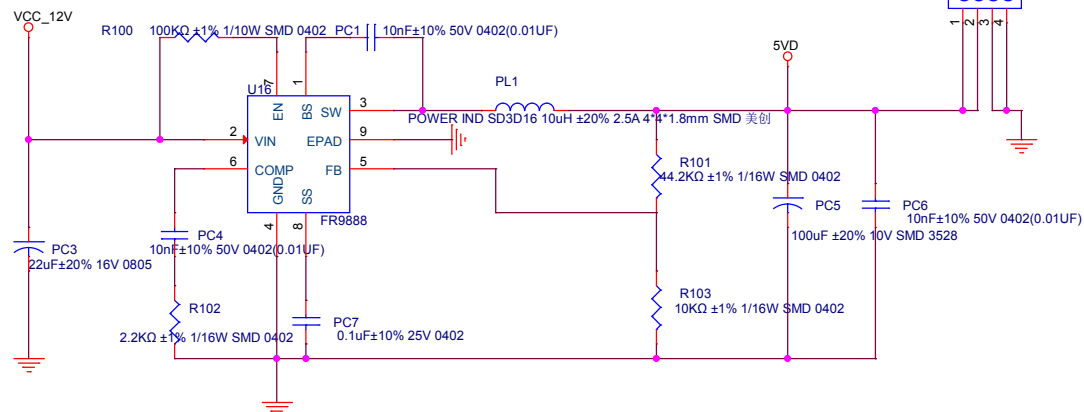 VCC_12V
R100
100KΩ ±1% 1/10W SMD 0402
PC1
10nF±10% 50V 0402(0.01UF)
1
2
3
4
5VD
PL1
POWER IND SD3D16 10uH ±20% 2.5A 4*4*1.8mm SMD 美创
U16
7
1
EN
BS
SW
3
2
VIN
EPAD
9
6
COMP
FB
5
GND
SS
FR9888
4
8
R101
44.2KΩ ±1% 1/16W SMD 0402
PC5
100uF ±20% 10V SMD 3528
PC6
10nF±10% 50V 0402(0.01UF)
PC3
22uF±20% 16V 0805
PC4
10nF±10% 50V 0402(0.01UF)
R102
2.2KΩ ±1% 1/16W SMD 0402
PC7
0.1uF±10% 25V 0402
R103
10KΩ ±1% 1/16W SMD 0402